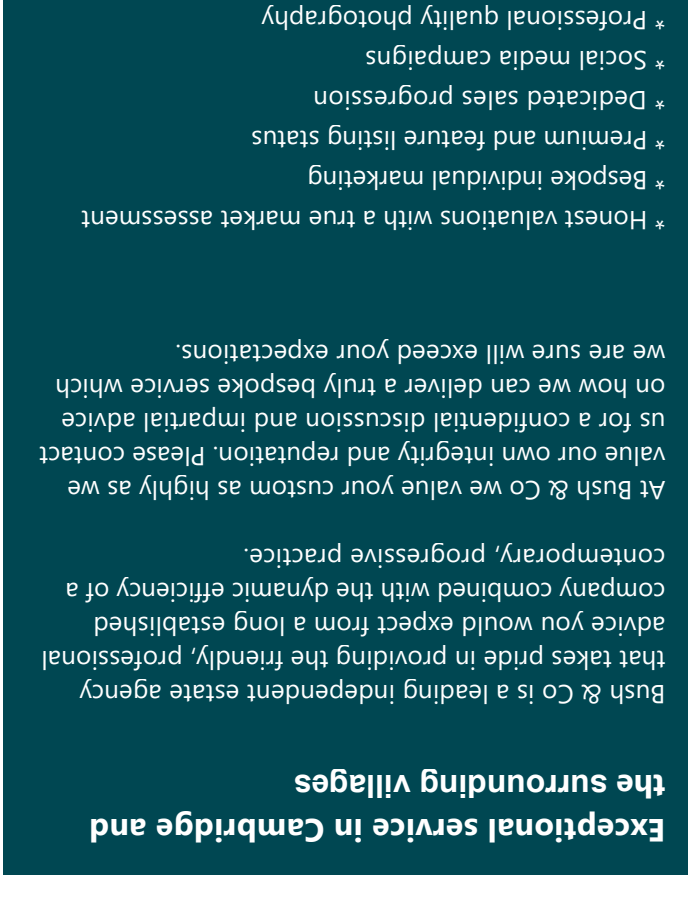 Exceptional service in Cambridge and
the surrounding villages
Bush & Co is a leading independent estate agency
that takes pride in providing the friendly, professional
advice you would expect from a long established
company combined with the dynamic efficiency of a
contemporary, progressive practice.
At Bush & Co we value your custom as highly as we
value our own integrity and reputation. Please contact
us for a confidential discussion and impartial advice
on how we can deliver a truly bespoke service which
we are sure will exceed your expectations.
* Honest valuations with a true market assessment
* Bespoke individual marketing
* Premium and feature listing status
* Dedicated sales progression
* Social media campaigns
* Professional quality photography